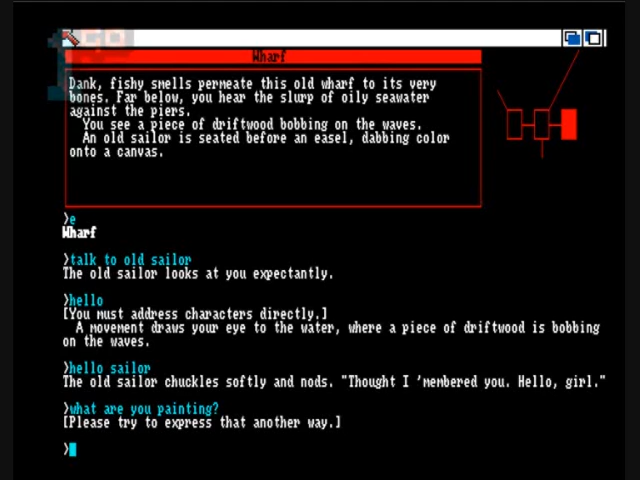 Wharf
Dank, fishy smells permeate this old wharf to its very
bones. Far below, you hear the slurp of oily seawater
against the piers.
You see a piece of driftwood bobbing on the waves.
An old sailor is seated before an easel, dabbing color
onto a canvas.
>e
Wharf
>talk to old sailor
The old sailor looks at you expectantly.
>hello
[You must address characters directly.]
A movement draws your eye to the water, where a piece of driftwood is bobbing
on the waves.
>hello sailor
The old sailor chuckles softly and nods. "Thought I 'membered you. Hello, girl."
>what are you painting?
[Please try to express that another way.]
>